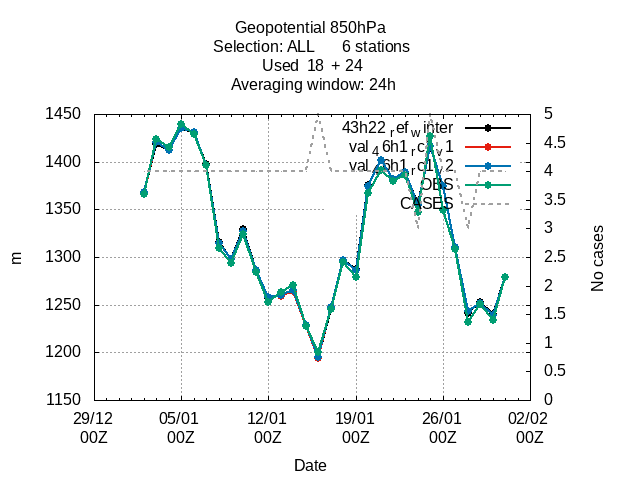 Geopotential 850hPa
Selection: ALL 6 stations
Used 18 + 24
Averaging window: 24h
1450
1400
1350
1300
1250
1200
1150
m
5
4.5
4
3.5
3
2.5
2
1.5
1
0.5
0
No cases
43h22_ref_winter
val_46h1_rc1_v1
val_46h1_rc1_v2
OBS
CASES
29/12 05/01 12/01 19/01 26/01 02/02
00Z 00Z 00Z 00Z 00Z 00Z
Date